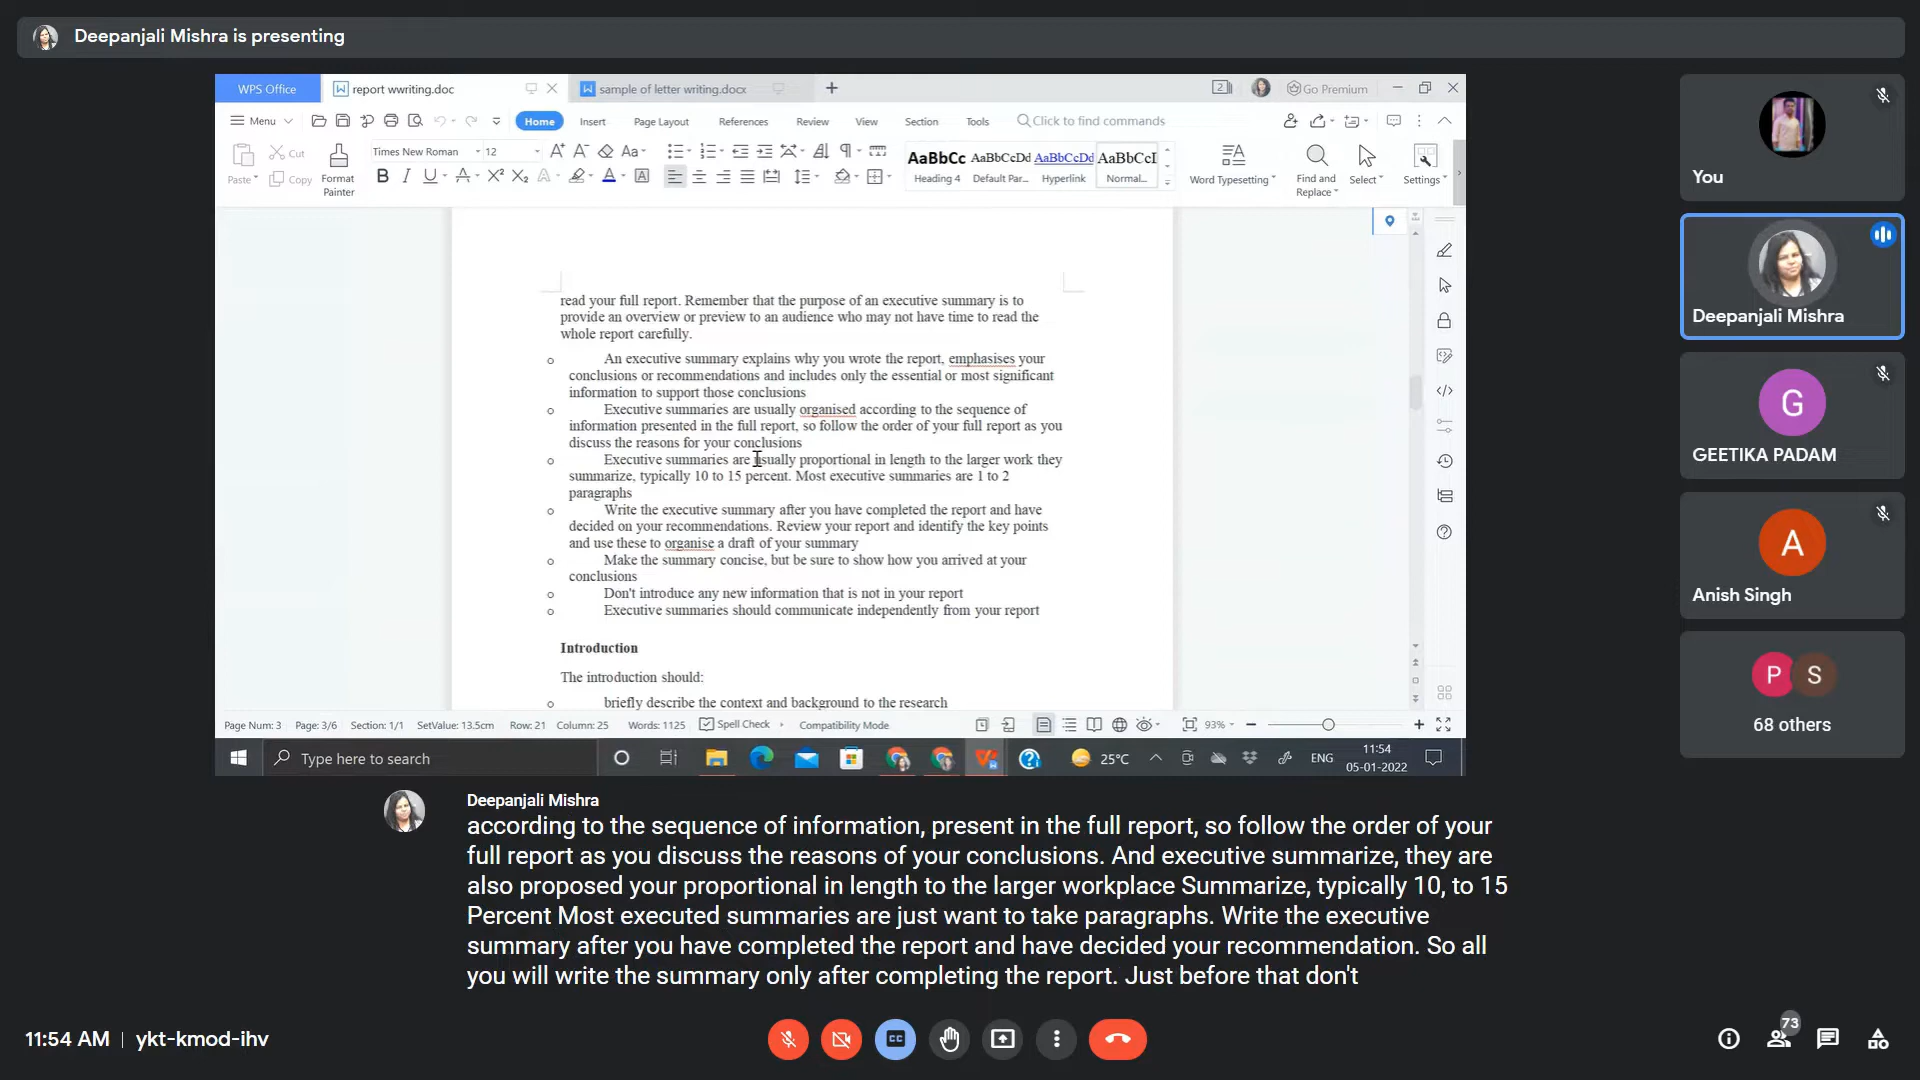 Deepanjali Mishra is presenting
WPS Office
report wwriting.doc
sample of letter writing.docx
Go Premium
Menu
Home
Insert
Page Layout
References
Review
View
Section
Tools
Click to find commands
Paste
Cut
Copy
Format
Painter
Times New Roman
12
AaBbCc
Heading 4
AaBbCcDd
Default Par...
AaBbCcDd
Hyperlink
AaBbCcI
Normal...
Word Typesetting
Find and
Replace
Select
Settings
read your full report. Remember that the purpose of an executive summary is to
provide an overview or preview to an audience who may not have time to read the
whole report carefully.
An executive summary explains why you wrote the report, emphasises your
conclusions or recommendations and includes only the essential or most significant
information to support those conclusions
Executive summaries are usually organised according to the sequence of
information presented in the full report, so follow the order of your full report as you
discuss the reasons for your conclusions
Executive summaries are usually proportional in length to the larger work they
summarize, typically 10 to 15 percent. Most executive summaries are 1 to 2
paragraphs
Write the executive summary after you have completed the report and have
decided on your recommendations. Review your report and identify the key points
and use these to organise a draft of your summary
Make the summary concise, but be sure to show how you arrived at your
conclusions
Don't introduce any new information that is not in your report
Executive summaries should communicate independently from your report
Introduction
The introduction should:
briefly describe the context and background to the research
Page Num: 3 Page: 3/6 Section: 1/1 SetValue: 13.5cm Row: 21 Column: 25 Words: 1125 Spell Check Compatibility Mode 93%
Type here to search
25°C
ENG
11:54
05-01-2022
You
Deepanjali Mishra
G
GEETIKA PADAM
A
Anish Singh
P S
68 others
Deepanjali Mishra
according to the sequence of information, present in the full report, so follow the order of your
full report as you discuss the reasons of your conclusions. And executive summarize, they are
also proposed your proportional in length to the larger workplace Summarize, typically 10, to 15
Percent Most executed summaries are just want to take paragraphs. Write the executive
summary after you have completed the report and have decided your recommendation. So all
you will write the summary only after completing the report. Just before that don't
11:54 AM | ykt-kmod-ihv
CC
73